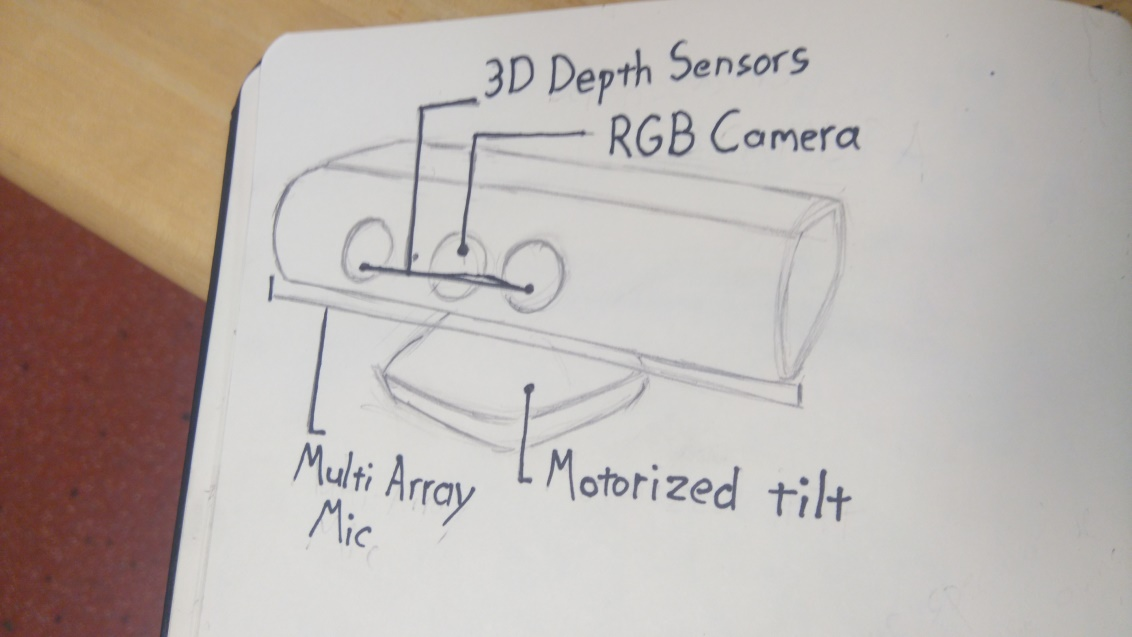 3D Depth Sensors
RGB Camera
Multi Array
Mic
Motorized tilt